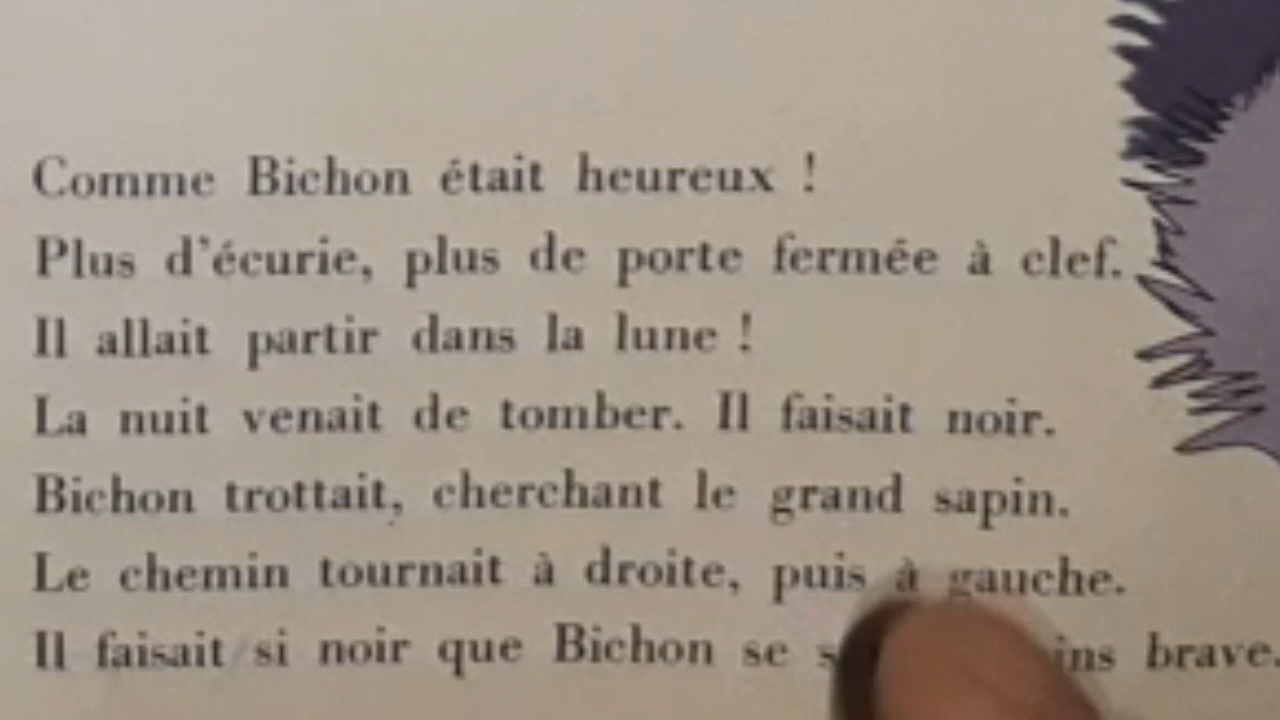 Comme Bichon était heureux !
Plus d'écurie, plus de porte fermée à clef.
Il allait partir dans la lune !
La nuit venait de tomber. Il faisait noir.
Bichon trottait, cherchant le grand sapin.
Le chemin tournait à droite, puis à gauche.
Il faisait si noir que Bichon se brave.